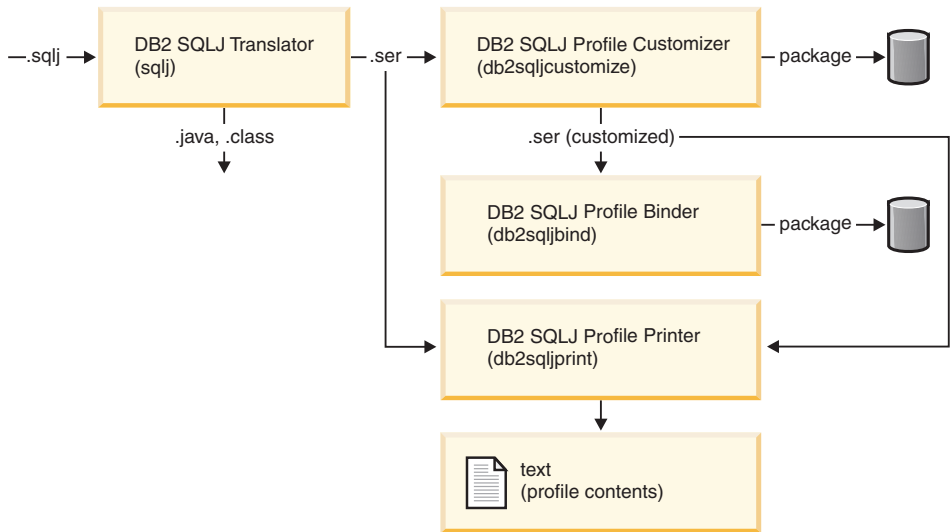 .sqlj
DB2 SQLJ Translator
(sqlj)
.ser
DB2 SQLJ Profile Customizer
(db2sqljcustomize)
package
.java, .class
.ser (customized)
DB2 SQLJ Profile Binder
(db2sqljbind)
package
DB2 SQLJ Profile Printer
(db2sqljprint)
text
(profile contents)